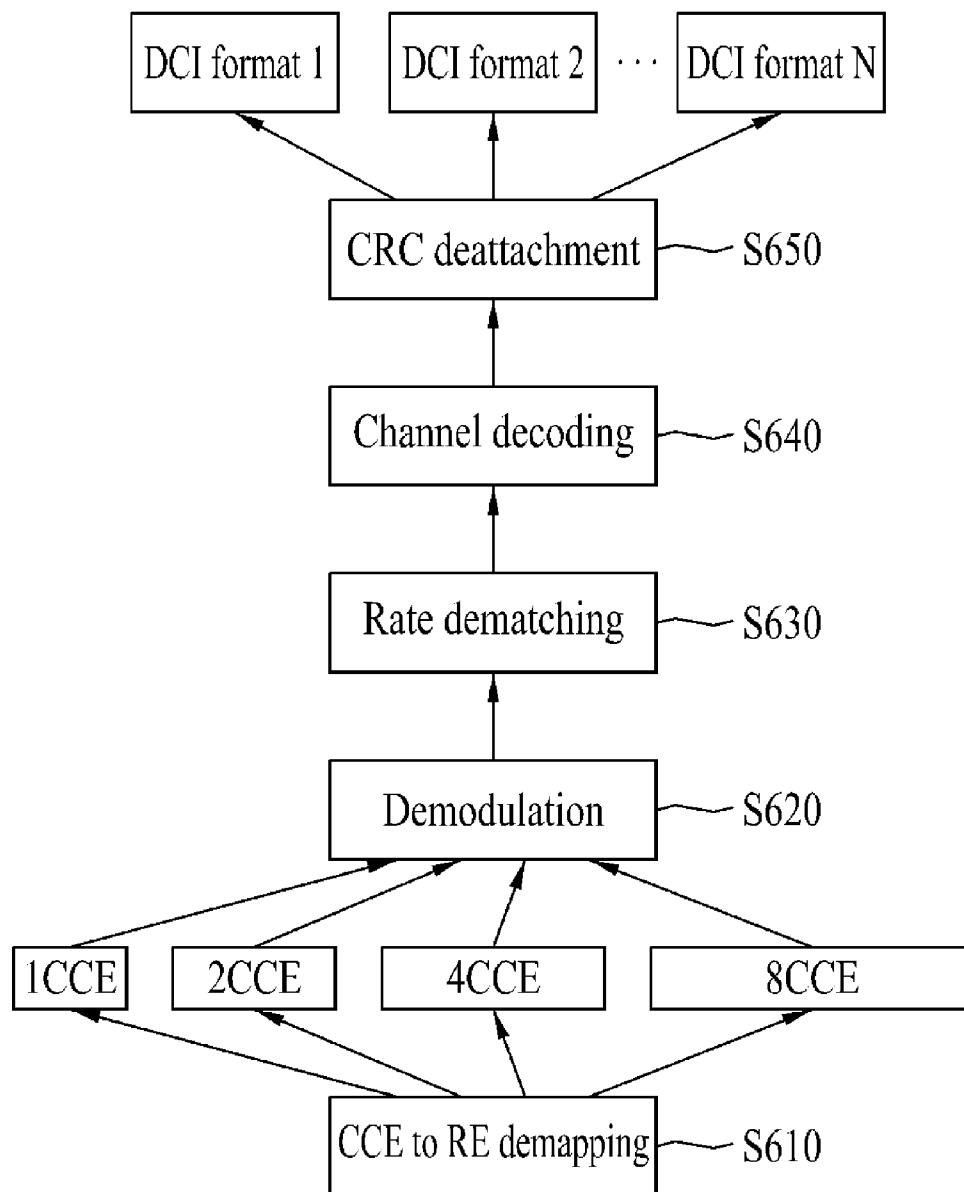 DCI format 1
DCI format 2
· · ·
DCI format N
CRC deattachment
S650
Channel decoding
S640
Rate dematching
S630
Demodulation
S620
1CCE
2CCE
4CCE
8CCE
CCE to RE demapping
S610